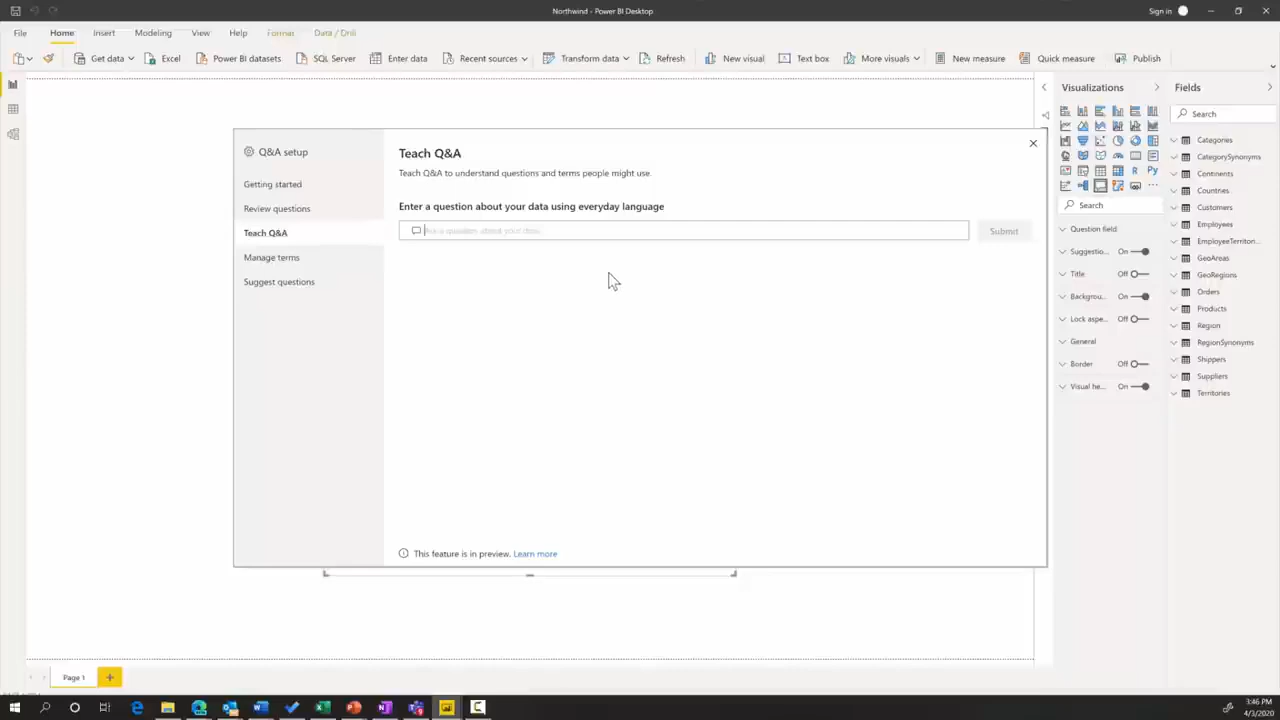 Northwind - Power BI Desktop
Sign in
File Home Insert Modeling View Help Format Data / Drill
Get data Excel Power BI datasets SQL Server Enter data Recent sources Transform data Refresh New visual Text box More visuals New measure Quick measure Publish
Visualizations
Fields
Search
Categories
CategorySynonyms
Continents
Countries
Customers
Employees
EmployeeTerritori...
GeoAreas
GeoRegions
Orders
Products
Region
RegionSynonyms
Shippers
Suppliers
Territories
R Py
Search
Question field
Suggestio... On
Title Off
Backgrou... On
Lock aspe... Off
General
Border Off
Visual he... On
Q&A setup
Getting started
Review questions
Teach Q&A
Manage terms
Suggest questions
Teach Q&A
Teach Q&A to understand questions and terms people might use.
Enter a question about your data using everyday language
Ask a question about your data
Submit
This feature is in preview. Learn more
Page 1
3:46 PM
4/3/2020